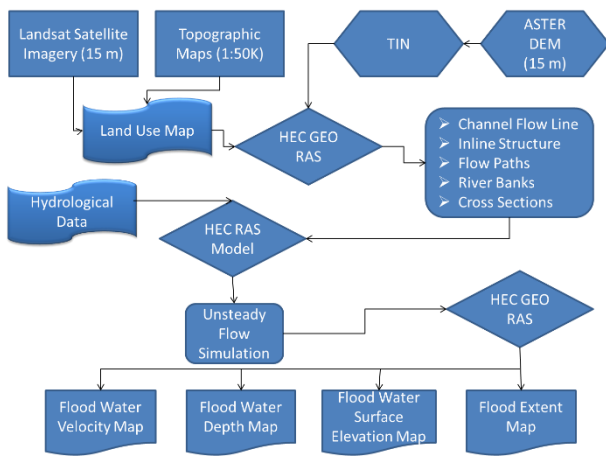 Landsat Satellite
Imagery (15 m)
Topographic
Maps (1:50K)
TIN
ASTER
DEM
(15 m)
Land Use Map
HEC GEO
RAS
➢ Channel Flow Line
➢ Inline Structure
➢ Flow Paths
➢ River Banks
➢ Cross Sections
Hydrological
Data
HEC RAS
Model
Unsteady
Flow
Simulation
HEC GEO
RAS
Flood Water
Velocity Map
Flood Water
Depth Map
Flood Water
Surface
Elevation Map
Flood Extent
Map